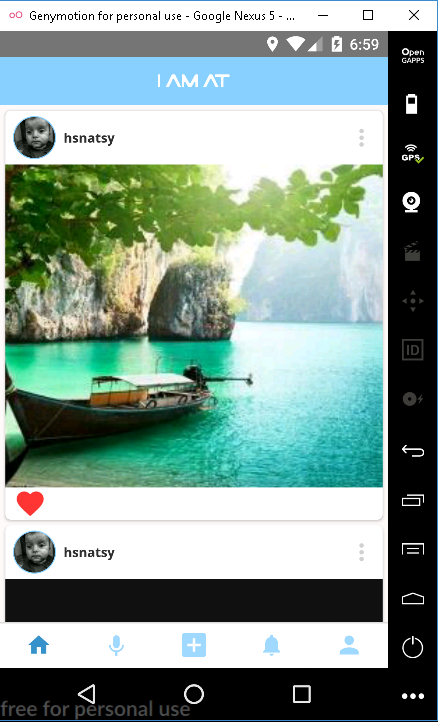 Genymotion for personal use - Google Nexus 5 - ...
6:59
Open
GAPPS
I AM AT
hsnatsy
GPS
ID
hsnatsy
free for personal use